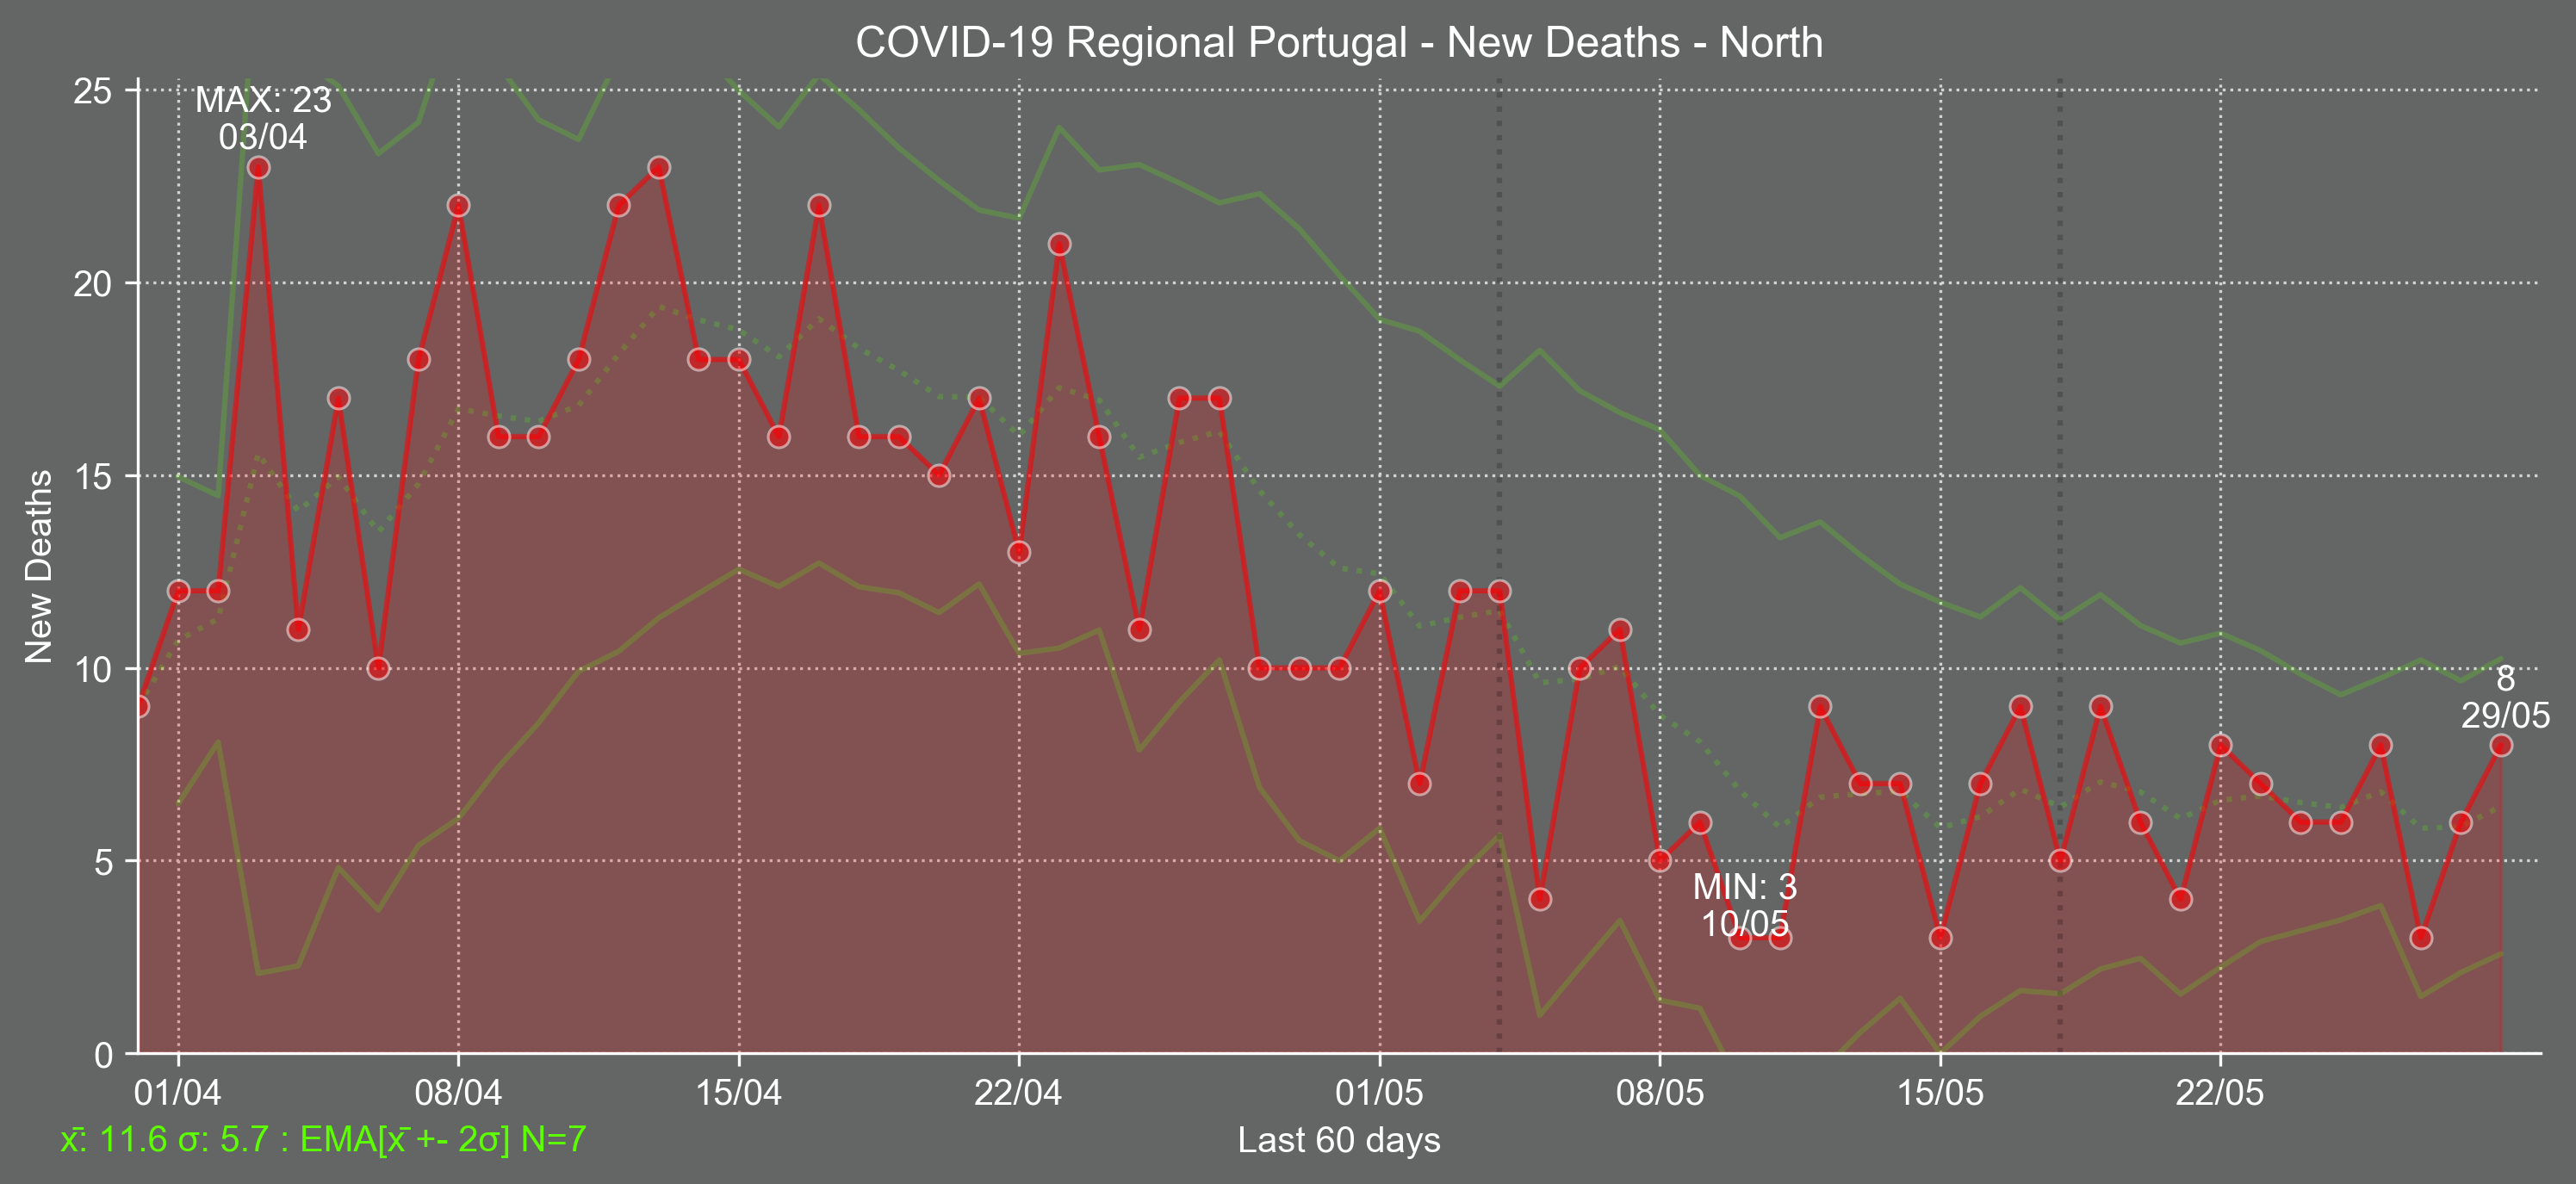 COVID-19 Regional Portugal - New Deaths - North
25
20
15
10
5
0
New Deaths
MAX: 23
03/04
MIN: 3
10/05
8
29/05
01/04 08/04 15/04 22/04 01/05 08/05 15/05 22/05
x̄: 11.6 σ: 5.7 : EMA[x̄ +- 2σ] N=7
Last 60 days